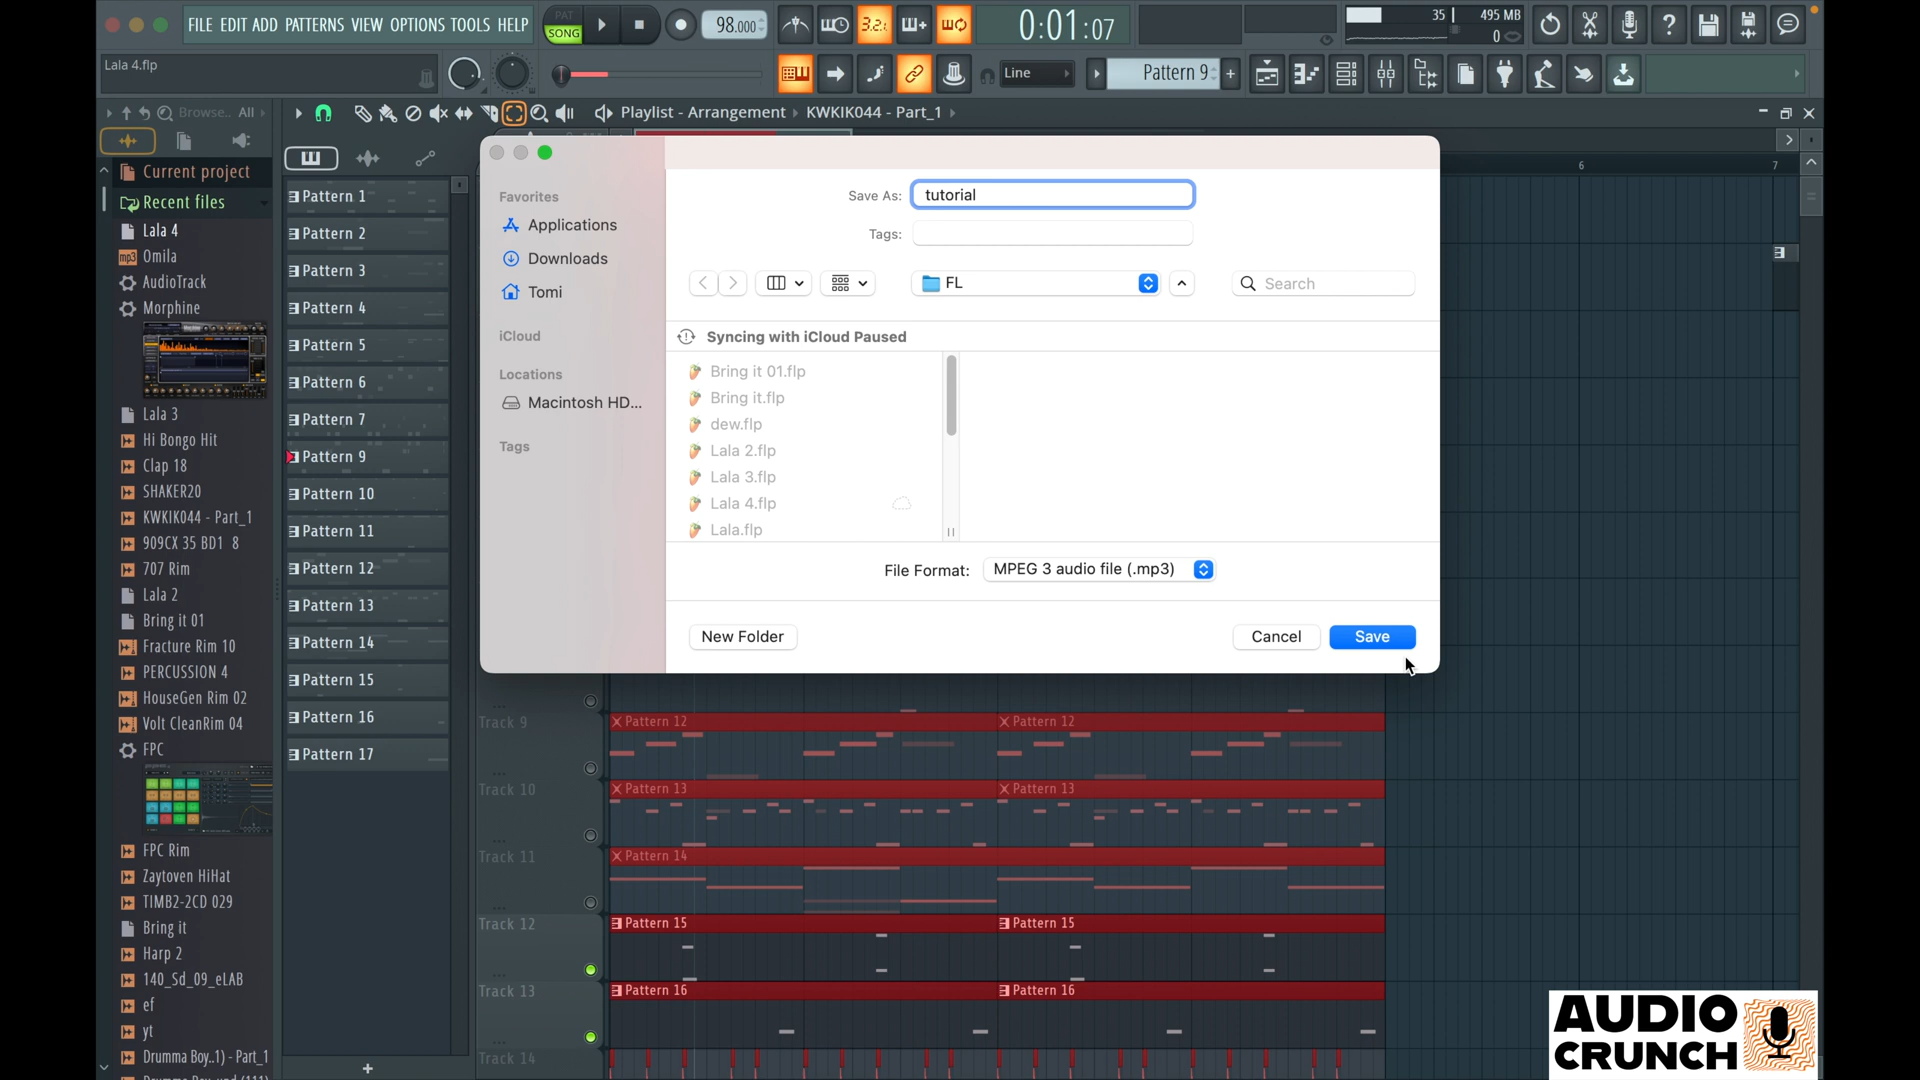 FILE EDIT ADD PATTERNS VIEW OPTIONS TOOLS HELP
PAT
SONG
98.000
3.2.
0:01:07
35
495 MB
0
Lala 4.flp
Line
Pattern 9
Browse.. All
Playlist - Arrangement › KWKIK044 - Part_1
Current project
Recent files
Lala 4
Omila
AudioTrack
Morphine
Lala 3
Hi Bongo Hit
Clap 18
SHAKER20
KWKIK044 - Part_1
909CX 35 BD1 8
707 Rim
Lala 2
Bring it 01
Fracture Rim 10
PERCUSSION 4
HouseGen Rim 02
Volt CleanRim 04
FPC
FPC Rim
Zaytoven HiHat
TIMB2-2CD 029
Bring it
Harp 2
140_Sd_09_eLAB
ef
yt
Drumma Boy..1) - Part_1
Pattern 1
Pattern 2
Pattern 3
Pattern 4
Pattern 5
Pattern 6
Pattern 7
Pattern 9
Pattern 10
Pattern 11
Pattern 12
Pattern 13
Pattern 14
Pattern 15
Pattern 16
Pattern 17
6
7
Favorites
Applications
Downloads
Tomi
iCloud
Locations
Macintosh HD...
Tags
Save As: tutorial
Tags:
FL
Search
Syncing with iCloud Paused
Bring it 01.flp
Bring it.flp
dew.flp
Lala 2.flp
Lala 3.flp
Lala 4.flp
Lala.flp
File Format: MPEG 3 audio file (.mp3)
New Folder
Cancel
Save
Track 9
Pattern 12
Pattern 12
Track 10
Pattern 13
Pattern 13
Track 11
Pattern 14
Track 12
Pattern 15
Pattern 15
Track 13
Pattern 16
Pattern 16
Track 14
AUDIO
CRUNCH